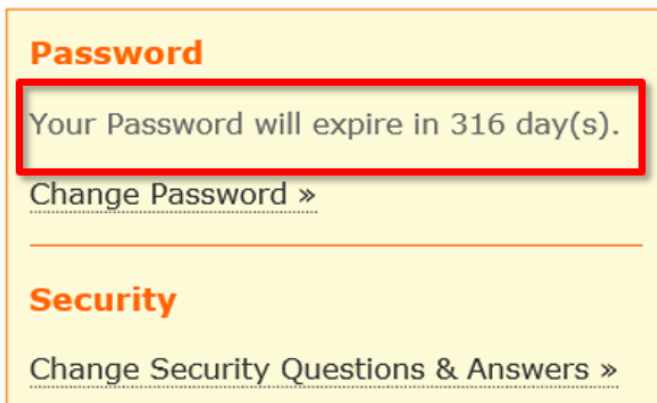 Password
Your Password will expire in 316 day(s).
Change Password »
Security
Change Security Questions & Answers »